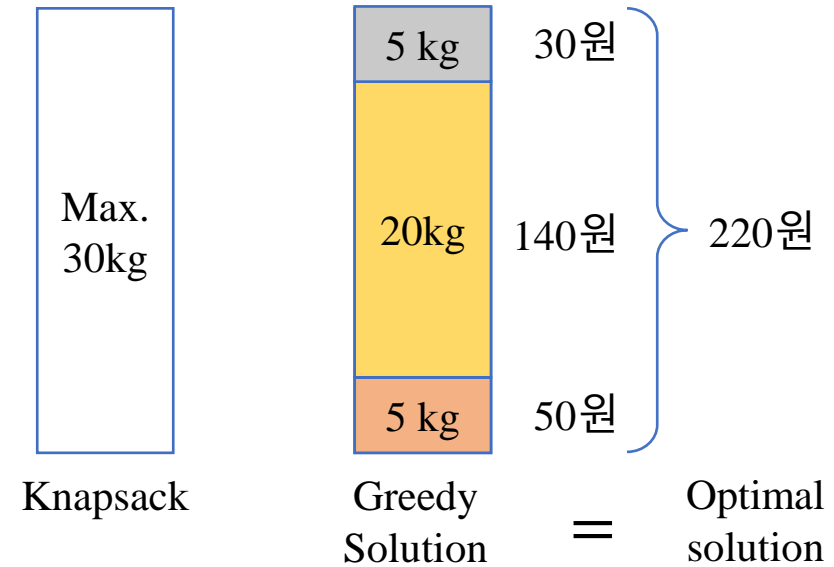 Max.
30kg
Knapsack
5 kg
30원
20kg
140원
220원
5 kg
50원
Greedy
Solution
=
Optimal
solution